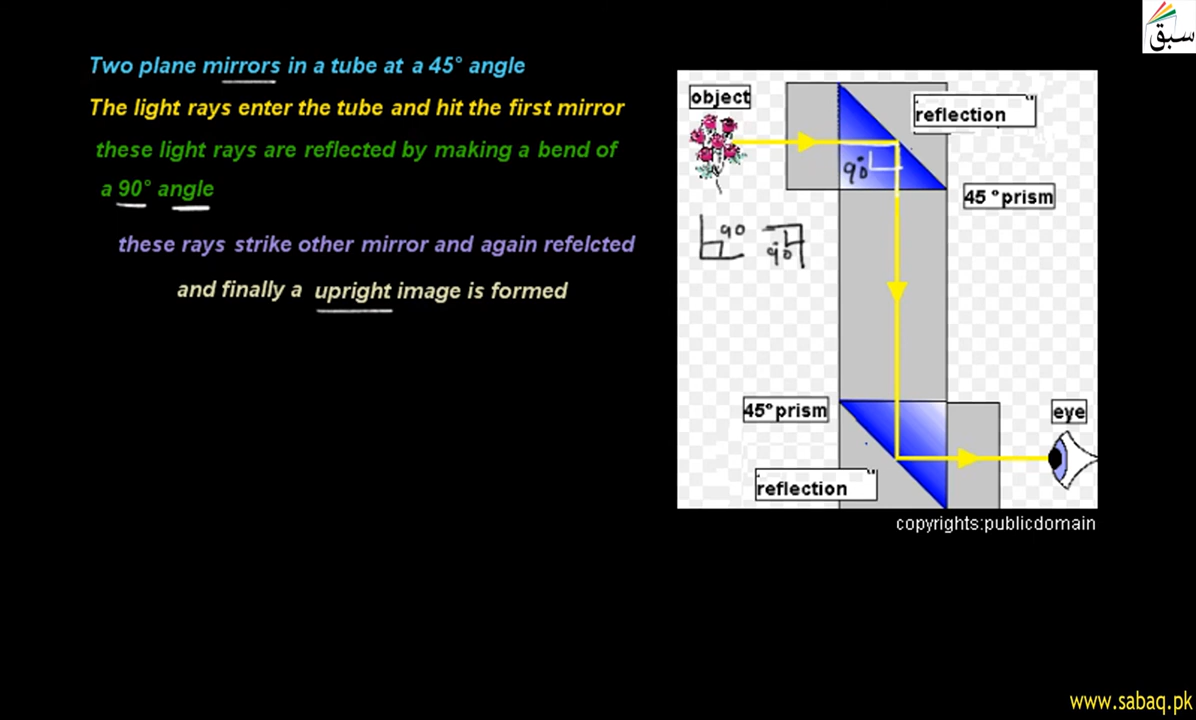 سبق
Two plane mirrors in a tube at a 45° angle
The light rays enter the tube and hit the first mirror
these light rays are reflected by making a bend of
a 90° angle
these rays strike other mirror and again refelcted
and finally a upright image is formed
object
reflection
90°
45 °prism
90
90°
45°prism
eye
reflection
copyrights:publicdomain
www.sabaq.pk